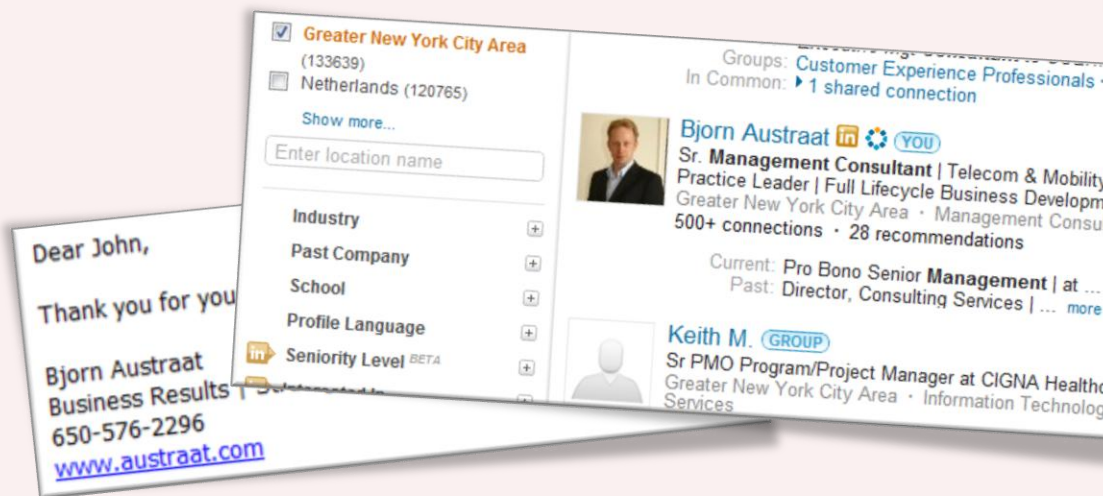 Greater New York City Area
(133639)
Netherlands (120765)
Show more...
Enter location name
Industry
Past Company
School
Profile Language
Seniority Level BETA
Groups: Customer Experience Professionals
In Common: 1 shared connection
Bjorn Austraat in YOU
Sr. Management Consultant | Telecom & Mobility
Practice Leader | Full Lifecycle Business Developm
Greater New York City Area · Management Consu
500+ connections · 28 recommendations
Current: Pro Bono Senior Management | at ...
Past: Director, Consulting Services | ... more
Keith M. GROUP
Sr PMO Program/Project Manager at CIGNA Healthc
Greater New York City Area · Information Technolog
Services
in
Dear John,
Thank you for you
Bjorn Austraat
Business Results |
650-576-2296
www.austraat.com